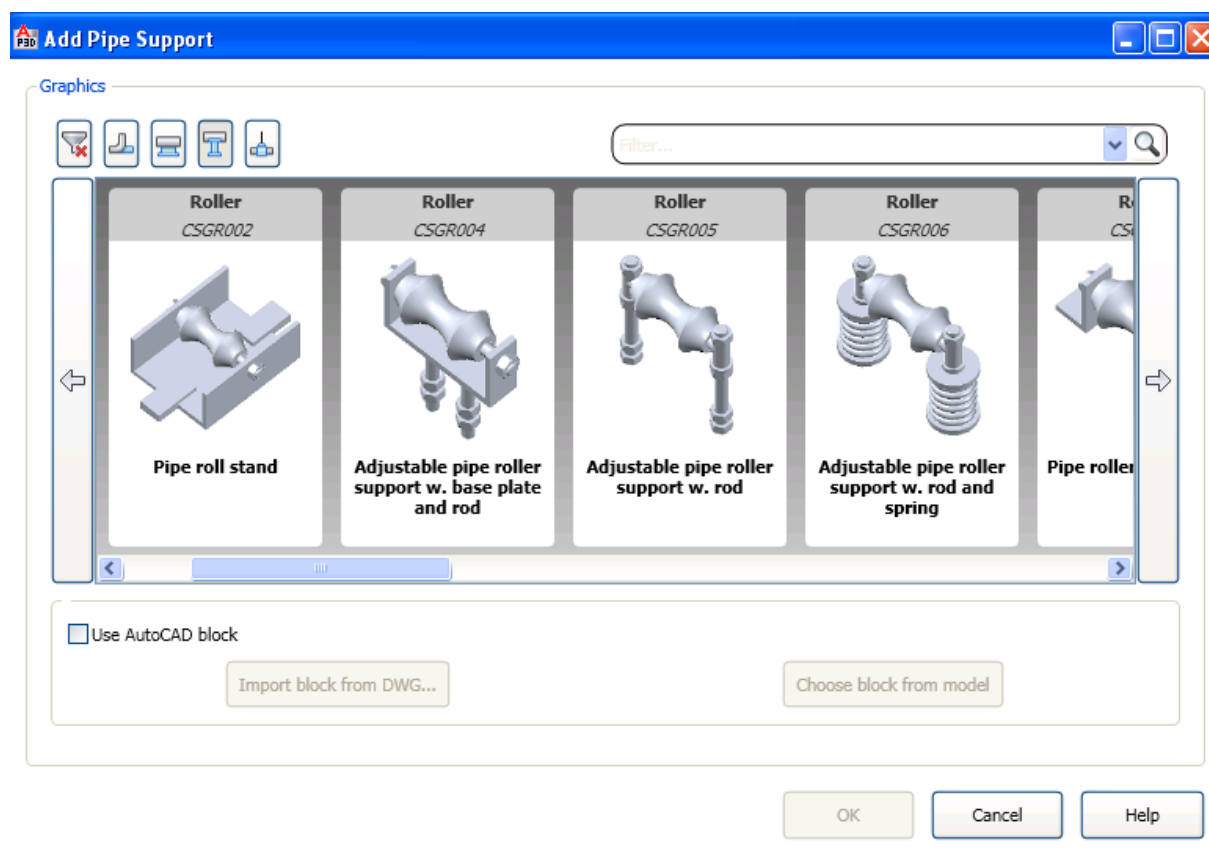 Add Pipe Support
Graphics
Filter...
Roller
CSGR002
Pipe roll stand
Roller
CSGR004
Adjustable pipe roller
support w. base plate
and rod
Roller
CSGR005
Adjustable pipe roller
support w. rod
Roller
CSGR006
Adjustable pipe roller
support w. rod and
spring
Pipe roller
Use AutoCAD block
Import block from DWG...
Choose block from model
OK
Cancel
Help